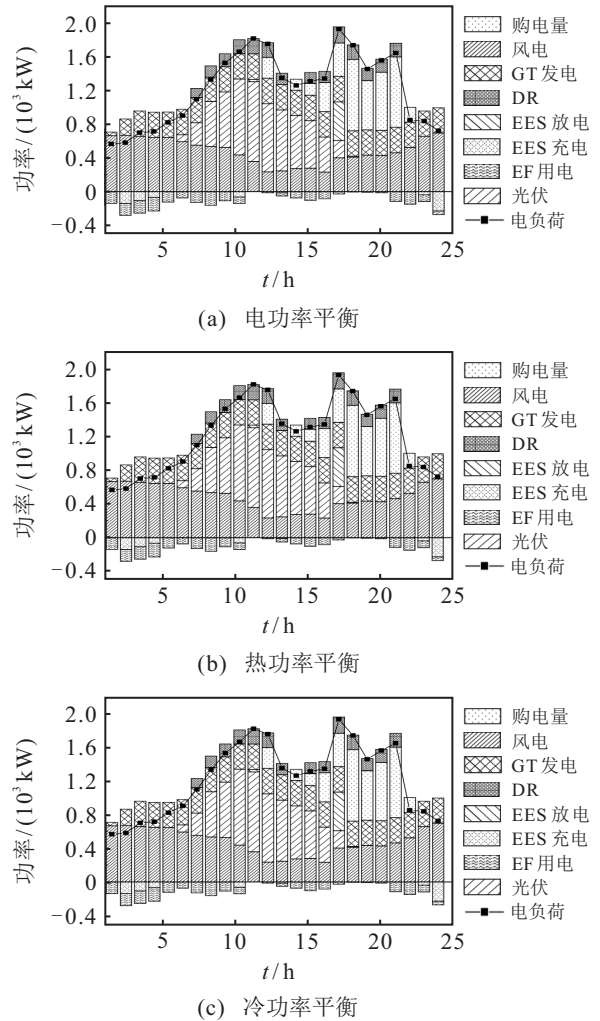 功率/(10³kW)
2.0
1.6
1.2
0.8
0.4
0
−0.4
5 10 15 20 25
t/h
购电量
风电
GT发电
DR
EES放电
EES充电
EF用电
光伏
电负荷
(a) 电功率平衡
功率/(10³kW)
2.0
1.6
1.2
0.8
0.4
0
−0.4
5 10 15 20 25
t/h
购电量
风电
GT发电
DR
EES放电
EES充电
EF用电
光伏
电负荷
(b) 热功率平衡
功率/(10³kW)
2.0
1.6
1.2
0.8
0.4
0
−0.4
5 10 15 20 25
t/h
购电量
风电
GT发电
DR
EES放电
EES充电
EF用电
光伏
电负荷
(c) 冷功率平衡